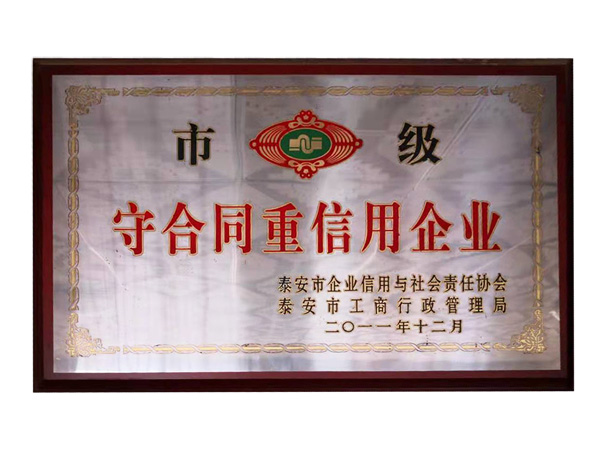 市 级
守合同重信用企业
泰安市企业信用与社会责任协会
泰安市工商行政管理局
二〇一一年十二月